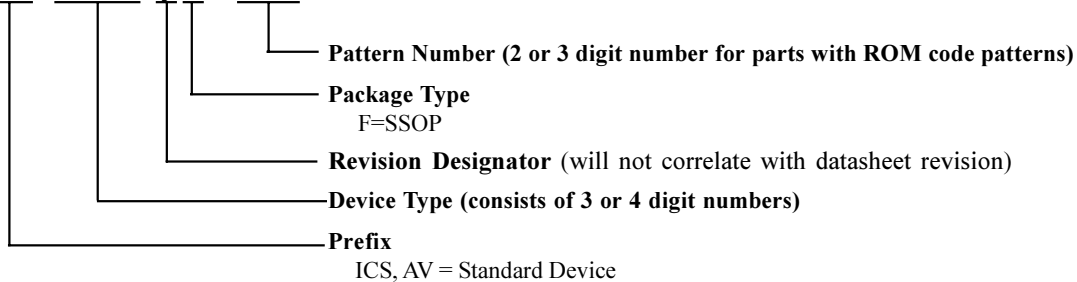 Pattern Number (2 or 3 digit number for parts with ROM code patterns)
Package Type
F=SSOP
Revision Designator (will not correlate with datasheet revision)
Device Type (consists of 3 or 4 digit numbers)
Prefix
ICS, AV = Standard Device